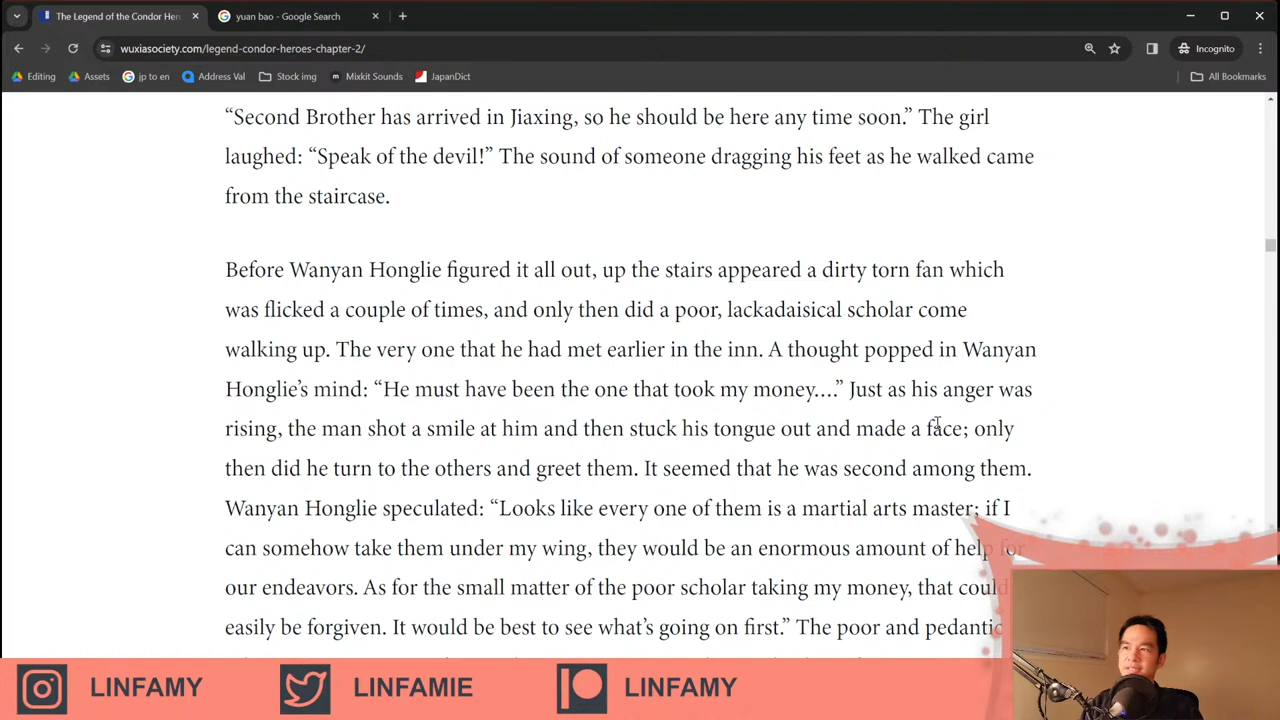 The Legend of the Condor Her
yuan bao - Google Search
wuxiasociety.com/legend-condor-heroes-chapter-2/
Incognito
Editing
Assets
jp to en
Address Val
Stock img
Mixkit Sounds
JapanDict
All Bookmarks
“Second Brother has arrived in Jiaxing, so he should be here any time soon.” The girl
laughed: “Speak of the devil!” The sound of someone dragging his feet as he walked came
from the staircase.
Before Wanyan Honglie figured it all out, up the stairs appeared a dirty torn fan which
was flicked a couple of times, and only then did a poor, lackadaisical scholar come
walking up. The very one that he had met earlier in the inn. A thought popped in Wanyan
Honglie’s mind: “He must have been the one that took my money….” Just as his anger was
rising, the man shot a smile at him and then stuck his tongue out and made a face; only
then did he turn to the others and greet them. It seemed that he was second among them.
Wanyan Honglie speculated: “Looks like every one of them is a martial arts master; if I
can somehow take them under my wing, they would be an enormous amount of help for
our endeavors. As for the small matter of the poor scholar taking my money, that could
easily be forgiven. It would be best to see what’s going on first.” The poor and pedantic
LINFAMY
LINFAMIE
LINFAMY